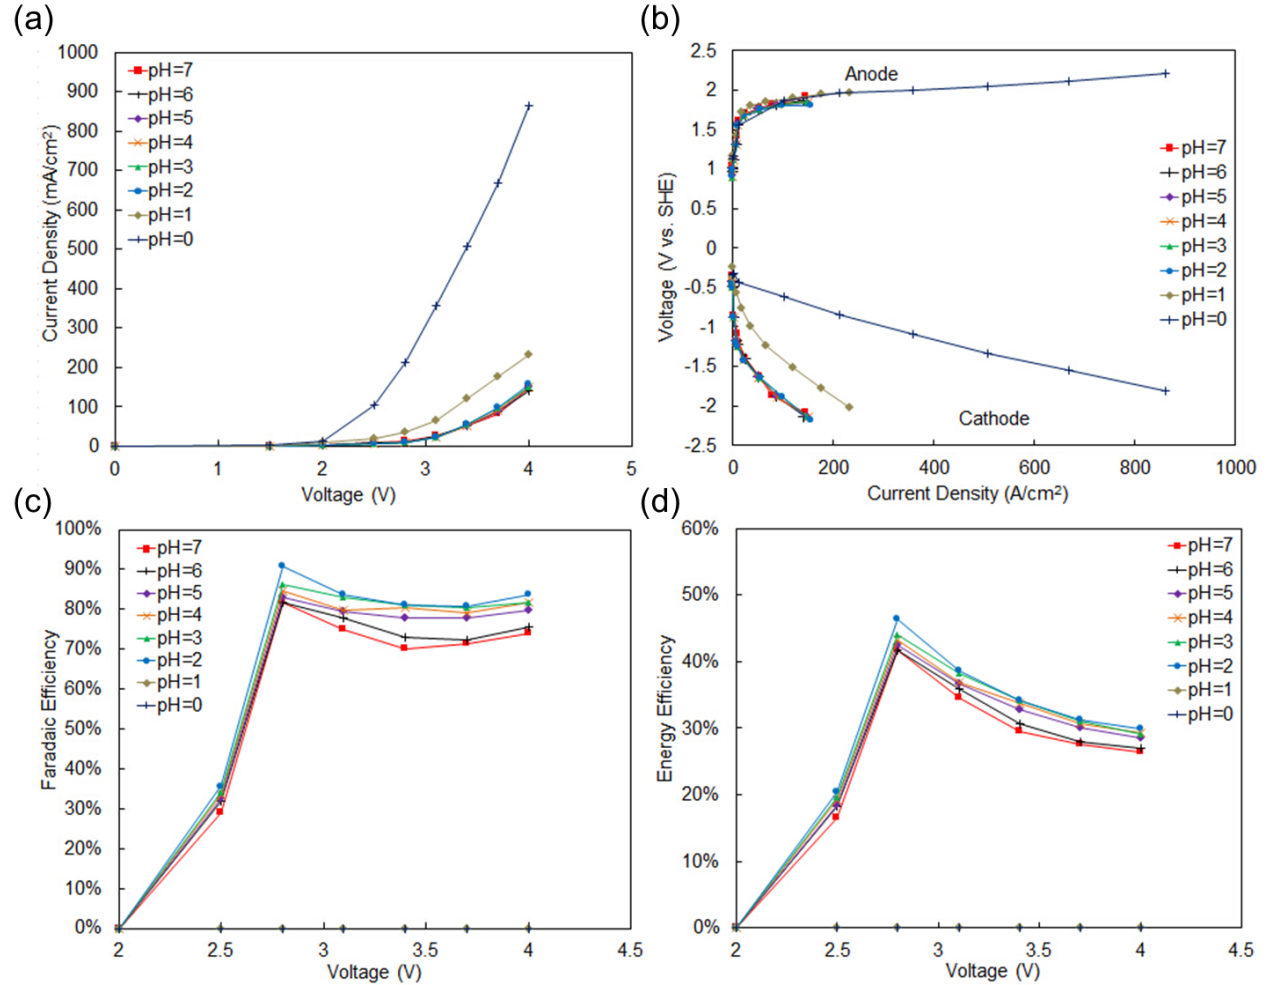 (a)
1000
900
800
700
600
500
400
300
200
100
0
Current Density (mA/cm²)
pH=7
pH=6
pH=5
pH=4
pH=3
pH=2
pH=1
pH=0
0 1 2 3 4 5
Voltage (V)
(b)
2.5
2
1.5
1
0.5
0
-0.5
-1
-1.5
-2
-2.5
Voltage (V vs. SHE)
Anode
pH=7
pH=6
pH=5
pH=4
pH=3
pH=2
pH=1
pH=0
Cathode
0 200 400 600 800 1000
Current Density (A/cm²)
(c)
100%
90%
80%
70%
60%
50%
40%
30%
20%
10%
0%
Faradaic Efficiency
pH=7
pH=6
pH=5
pH=4
pH=3
pH=2
pH=1
pH=0
2 2.5 3 3.5 4 4.5
Voltage (V)
(d)
60%
50%
40%
30%
20%
10%
0%
Energy Efficiency
pH=7
pH=6
pH=5
pH=4
pH=3
pH=2
pH=1
pH=0
2 2.5 3 3.5 4 4.5
Voltage (V)